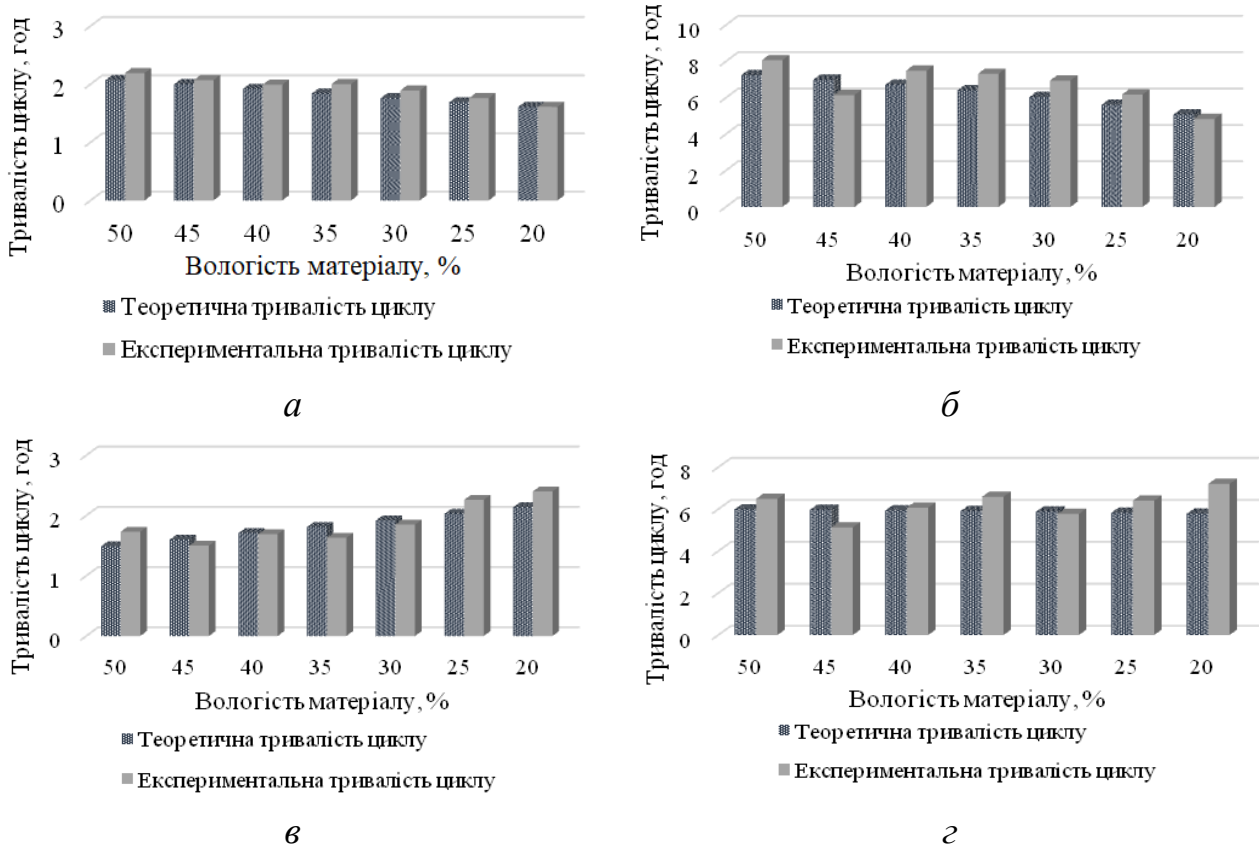 Тривалість циклу, год
3
2
1
0
50 45 40 35 30 25 20
Вологість матеріалу, %
Теоретична тривалість циклу
Експериментальна тривалість циклу
а
Тривалість циклу, год
10
8
6
4
2
0
50 45 40 35 30 25 20
Вологість матеріалу, %
Теоретична тривалість циклу
Експериментальна тривалість циклу
б
Тривалість циклу, год
3
2
1
0
50 45 40 35 30 25 20
Вологість матеріалу, %
Теоретична тривалість циклу
Експериментальна тривалість циклу
в
Тривалість циклу, год
8
6
4
2
0
50 45 40 35 30 25 20
Вологість матеріалу, %
Теоретична тривалість циклу
Експериментальна тривалість циклу
г